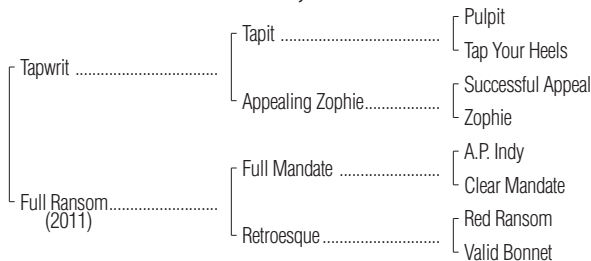 Pulpit
Tapit ........................................
Tap Your Heels
Tapwrit ....................................
Successful Appeal
Appealing Zophie...................
Zophie
A.P. Indy
Full Mandate .........................
Clear Mandate
Full Ransom...........................
(2011)
Red Ransom
Retroesque.............................
Valid Bonnet